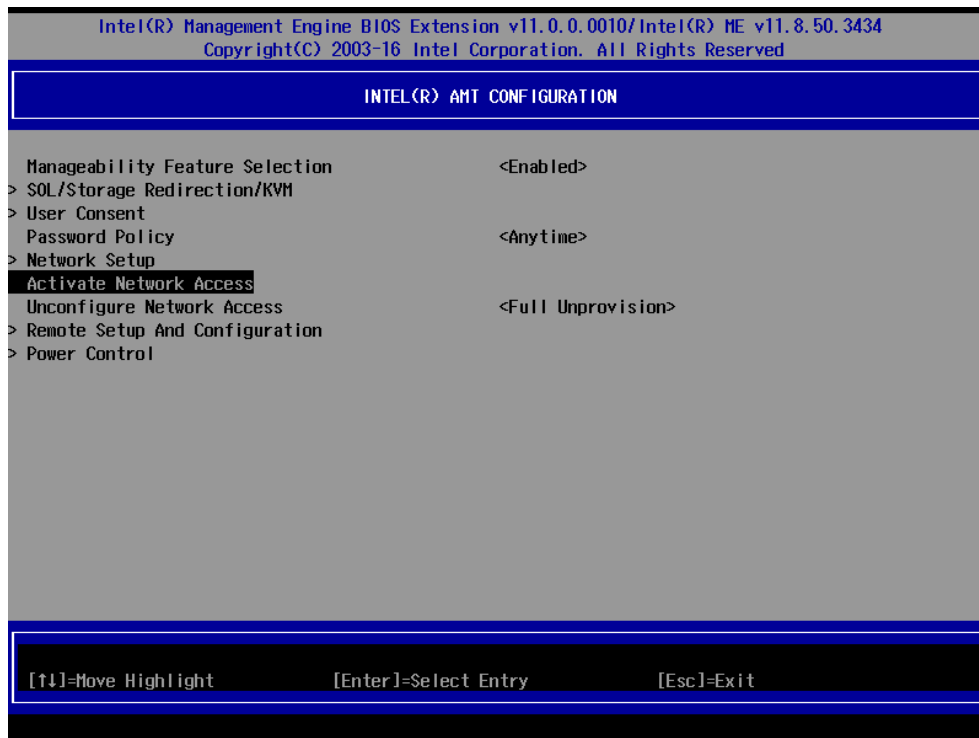 Intel(R) Management Engine BIOS Extension v11.0.0.0010/Intel(R) ME v11.8.50.3434
Copyright(C) 2003-16 Intel Corporation. All Rights Reserved
INTEL(R) AMT CONFIGURATION
Manageability Feature Selection <Enabled>
> SOL/Storage Redirection/KVM
> User Consent
Password Policy <Anytime>
> Network Setup
Activate Network Access
Unconfigure Network Access <Full Unprovision>
> Remote Setup And Configuration
> Power Control
[↑↓]=Move Highlight [Enter]=Select Entry [Esc]=Exit